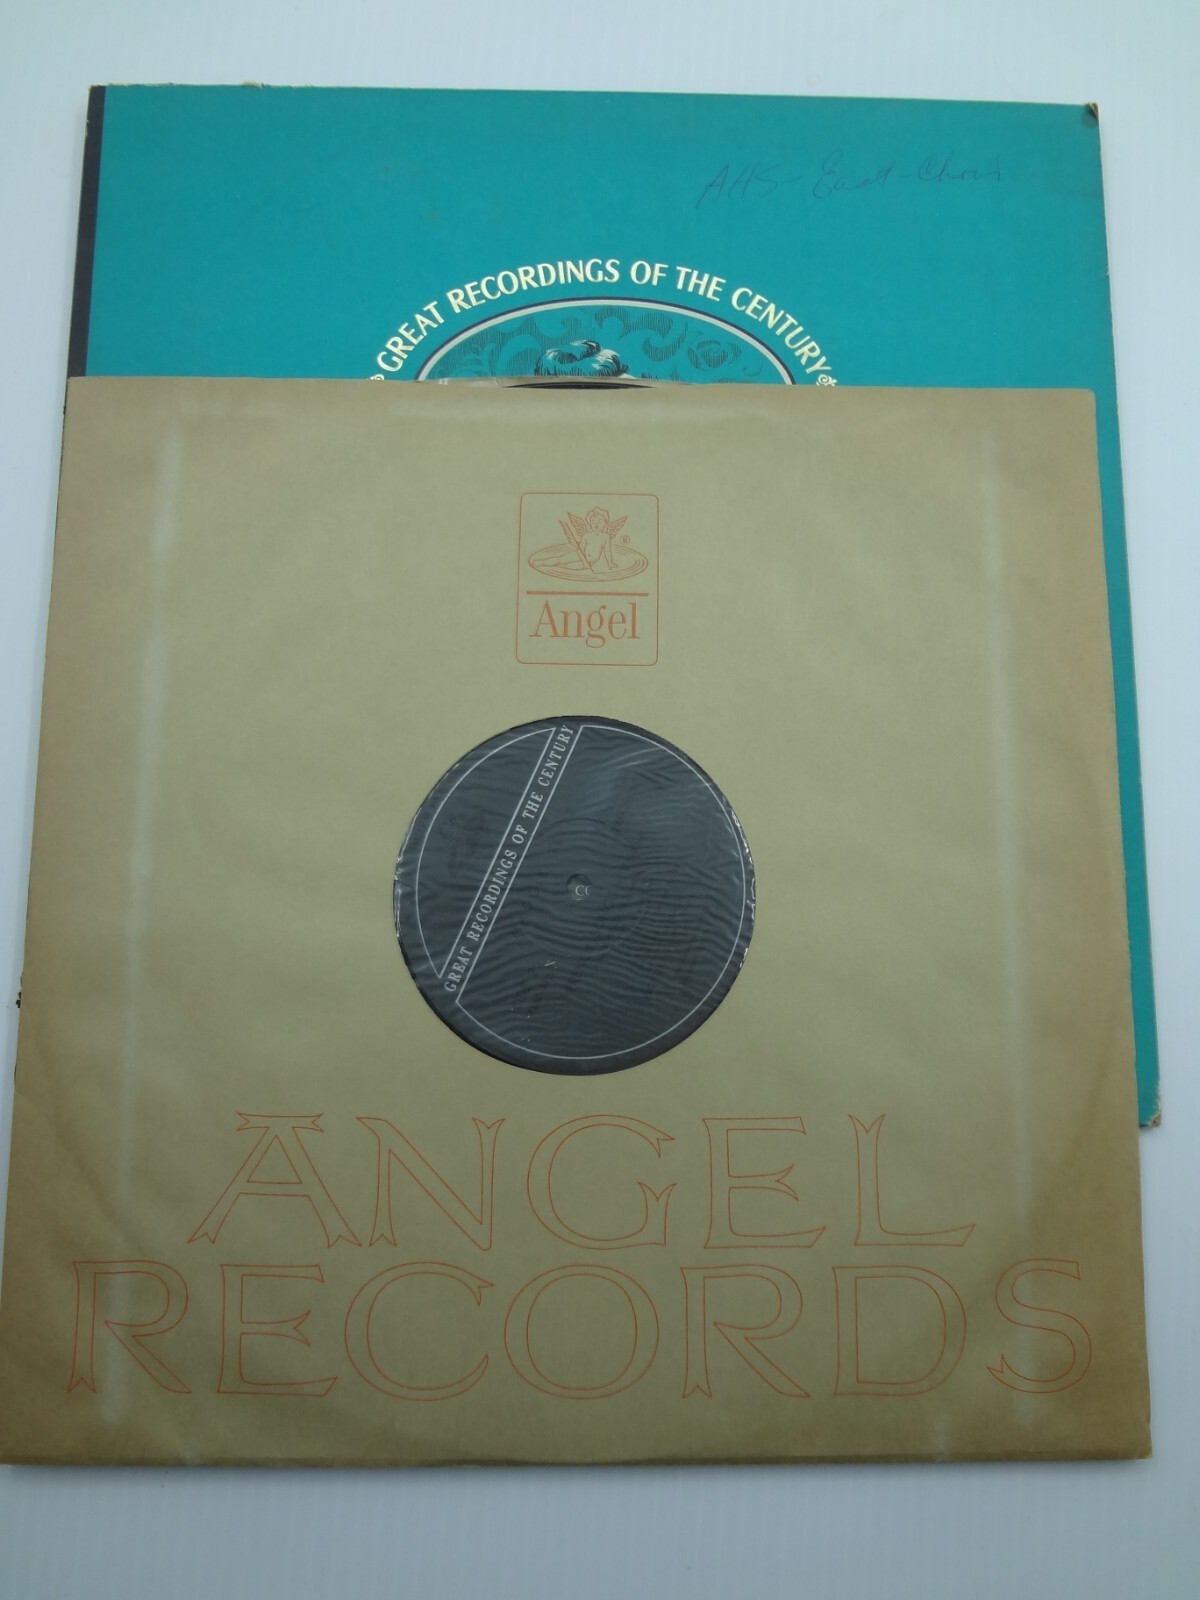 AHS - East - Choir
GREAT RECORDINGS OF THE CENTURY
®
Angel
GREAT RECORDINGS OF THE CENTURY
ANGEL
RECORDS